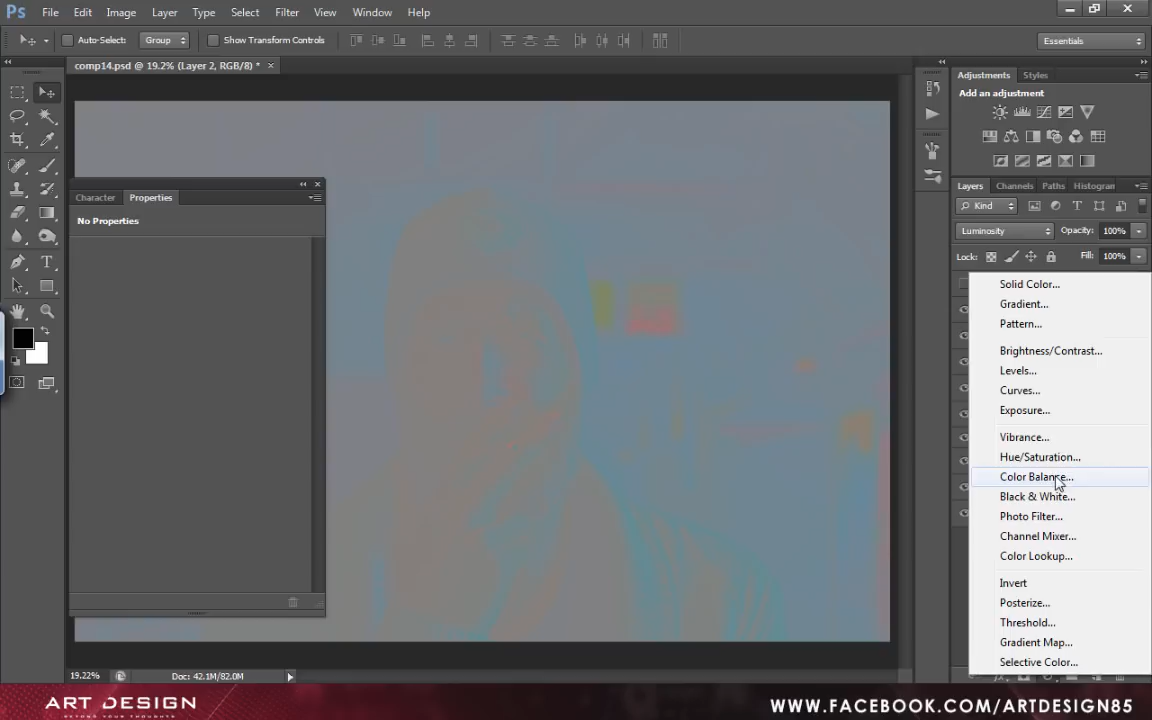 Ps File Edit Image Layer Type Select Filter View Window Help
Auto-Select: Group Show Transform Controls Essentials
comp14.psd @ 19.2% (Layer 2, RGB/8) *
Adjustments Styles
Add an adjustment
Layers Channels Paths Histogram
Character Properties
No Properties
Kind
Luminosity Opacity: 100%
Lock: Fill: 100%
Solid Color...
Gradient...
Pattern...
Brightness/Contrast...
Levels...
Curves...
Exposure...
Vibrance...
Hue/Saturation...
Color Balance...
Black & White...
Photo Filter...
Channel Mixer...
Color Lookup...
Invert
Posterize...
Threshold...
Gradient Map...
Selective Color...
19.22% Doc: 42.1M/82.0M
ART DESIGN
BEYOND YOUR THOUGHTS
WWW.FACEBOOK.COM/ARTDESIGN85